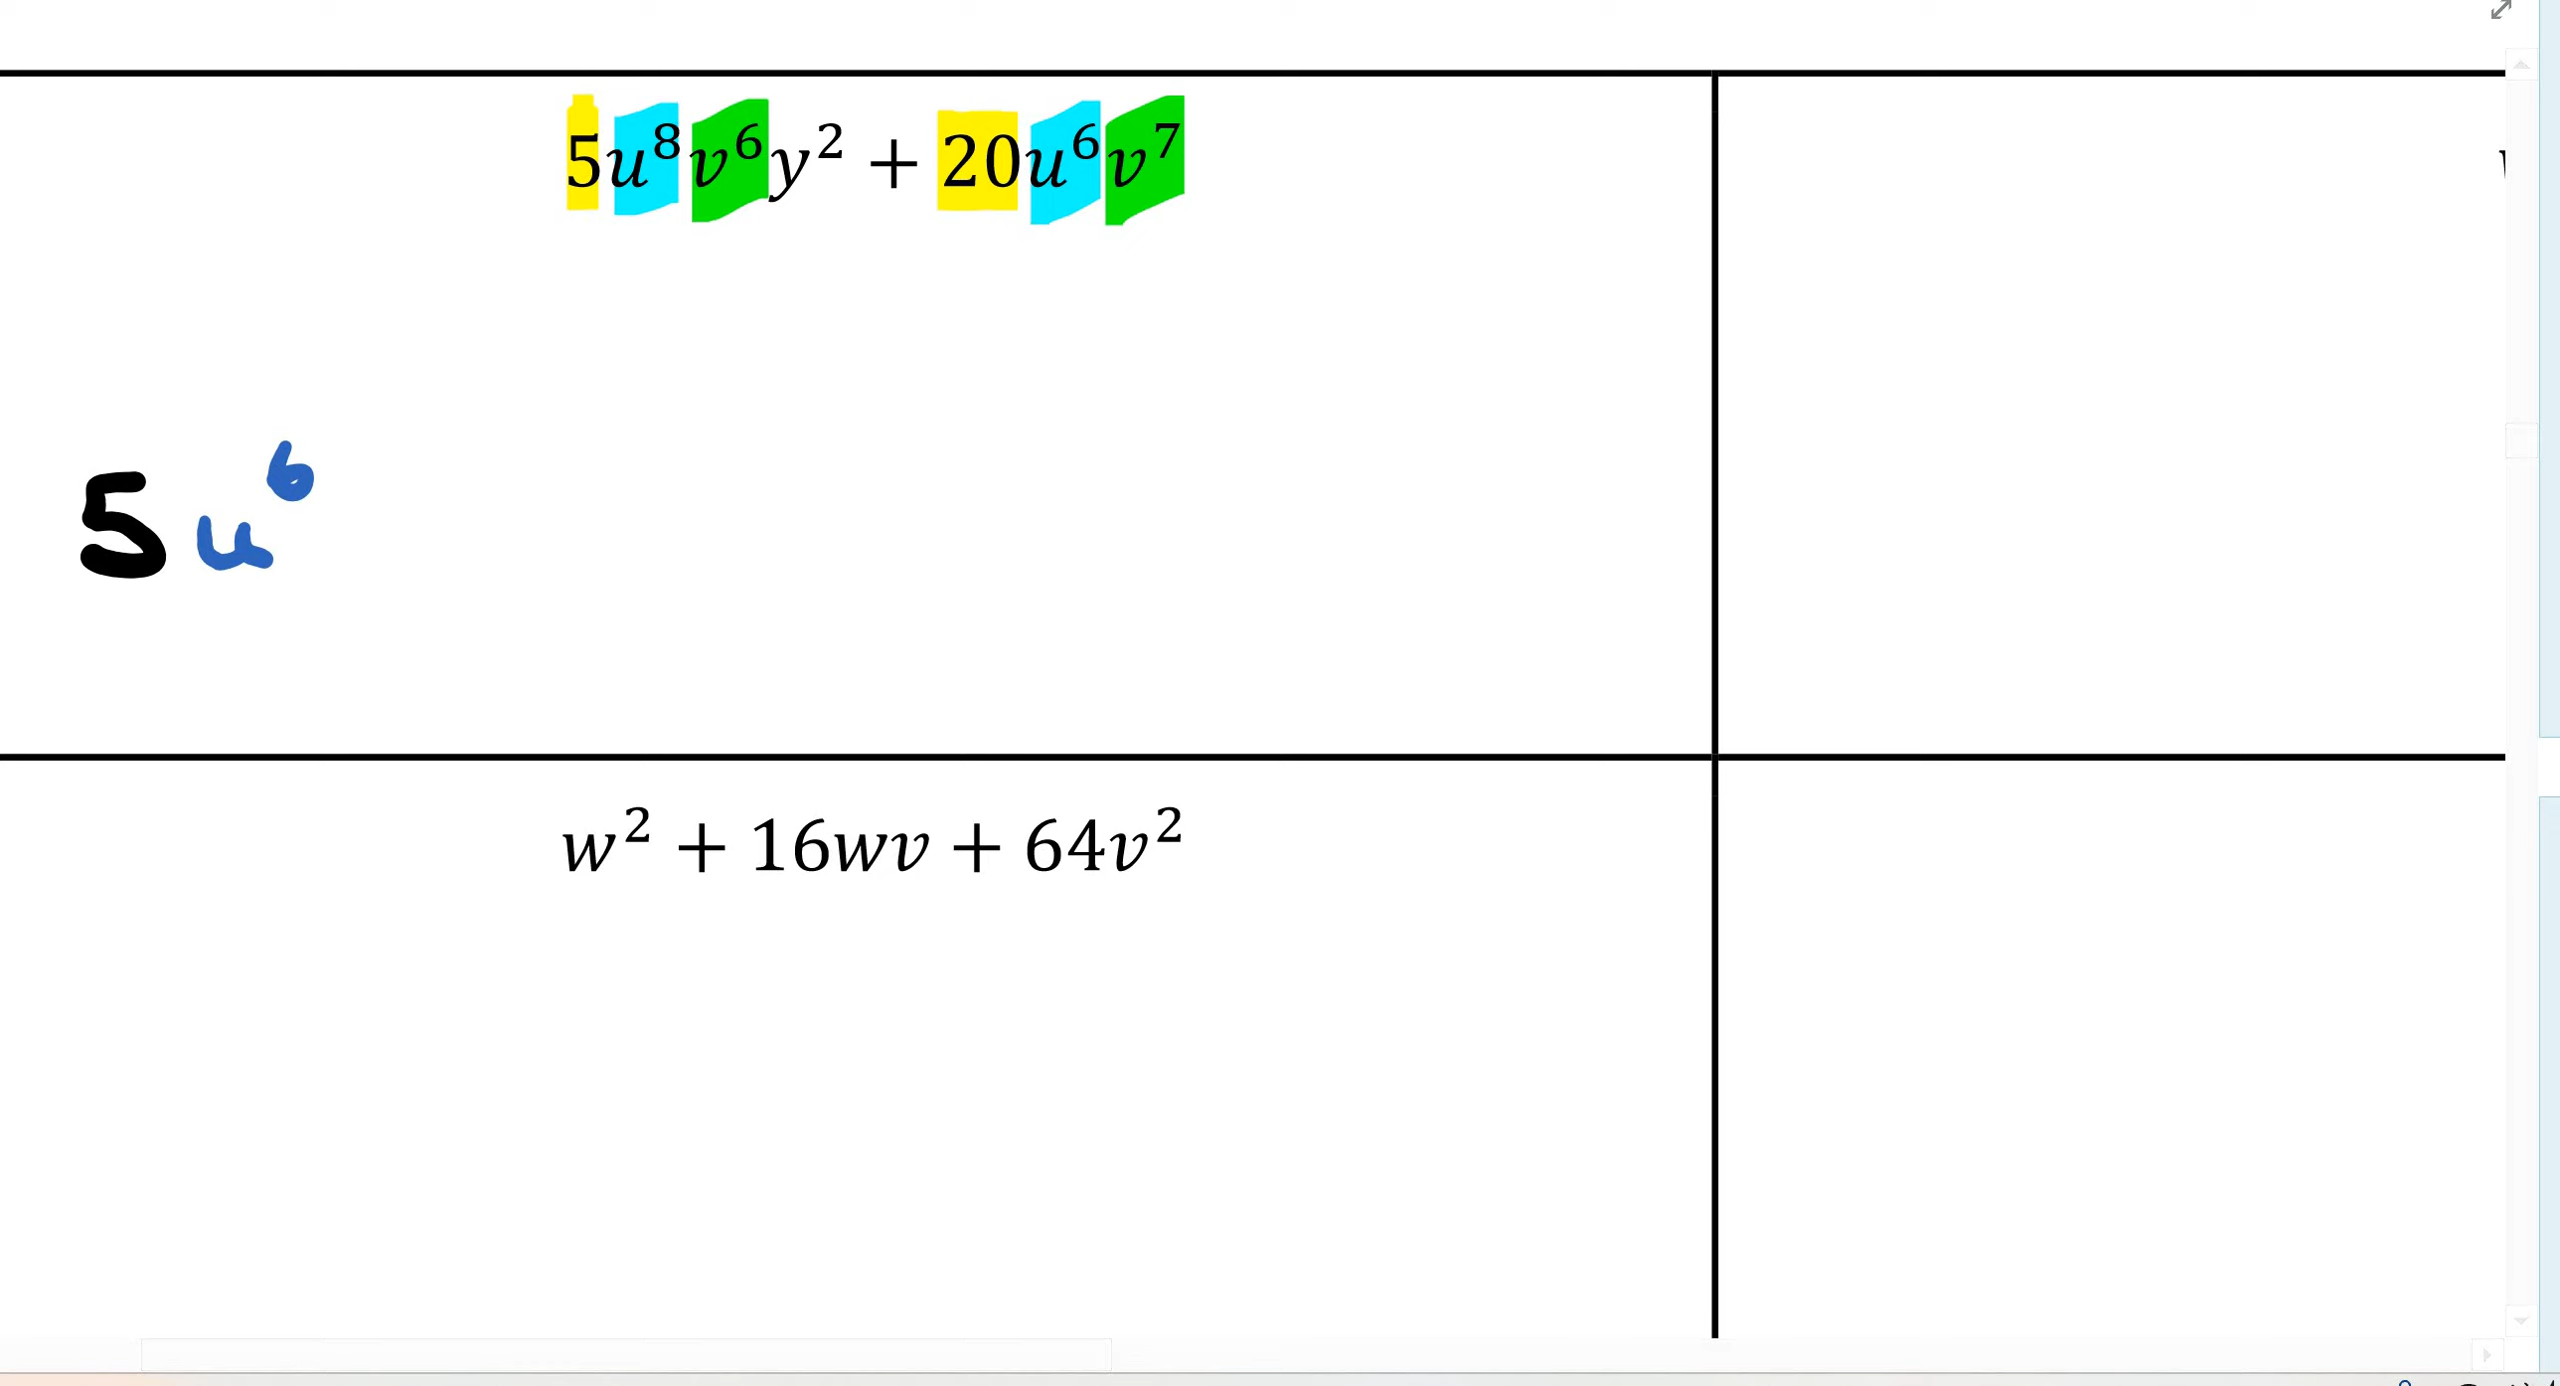 5u⁸v⁶y² + 20u⁶v⁷
5u⁶
w² + 16wv + 64v²